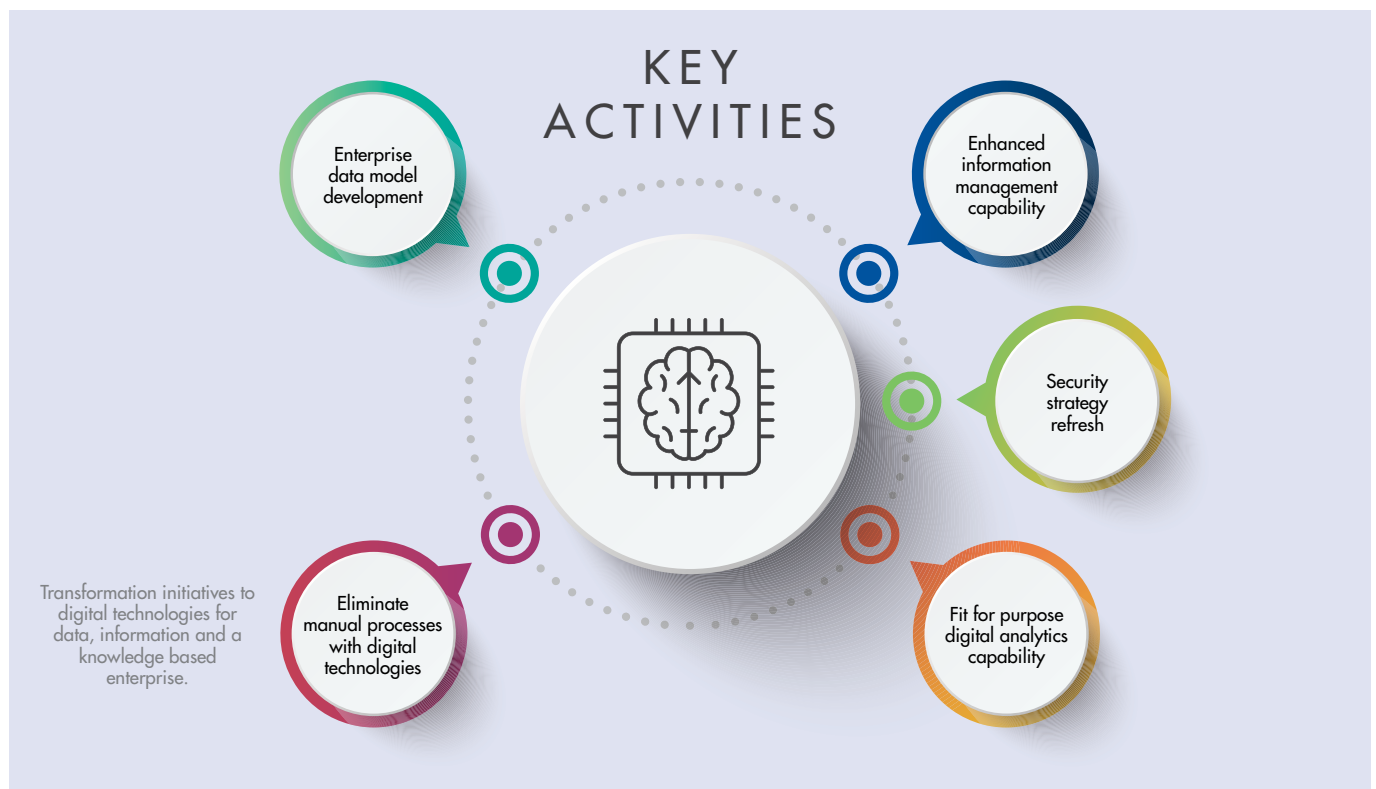 KEY
ACTIVITIES
Enterprise
data model
development
Enhanced
information
management
capability
Security
strategy
refresh
Fit for purpose
digital analytics
capability
Eliminate
manual processes
with digital
technologies
Transformation initiatives to
digital technologies for
data, information and a
knowledge based
enterprise.